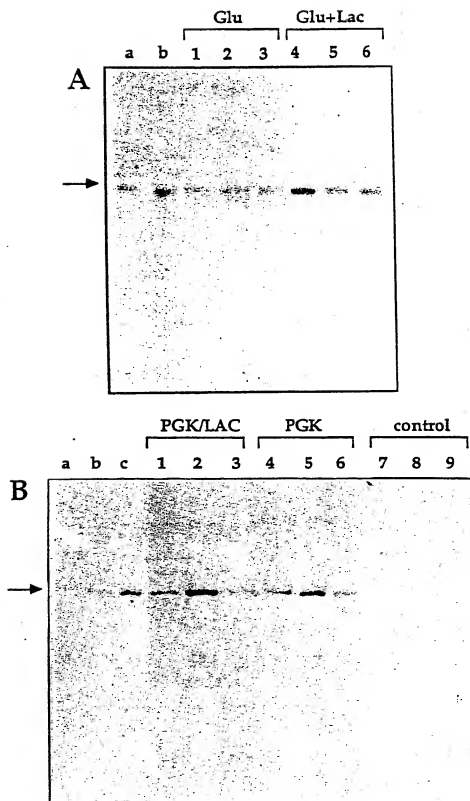 Glu Glu+Lac
a b 1 2 3 4 5 6
A
PGK/LAC PGK control
a b c 1 2 3 4 5 6 7 8 9
B